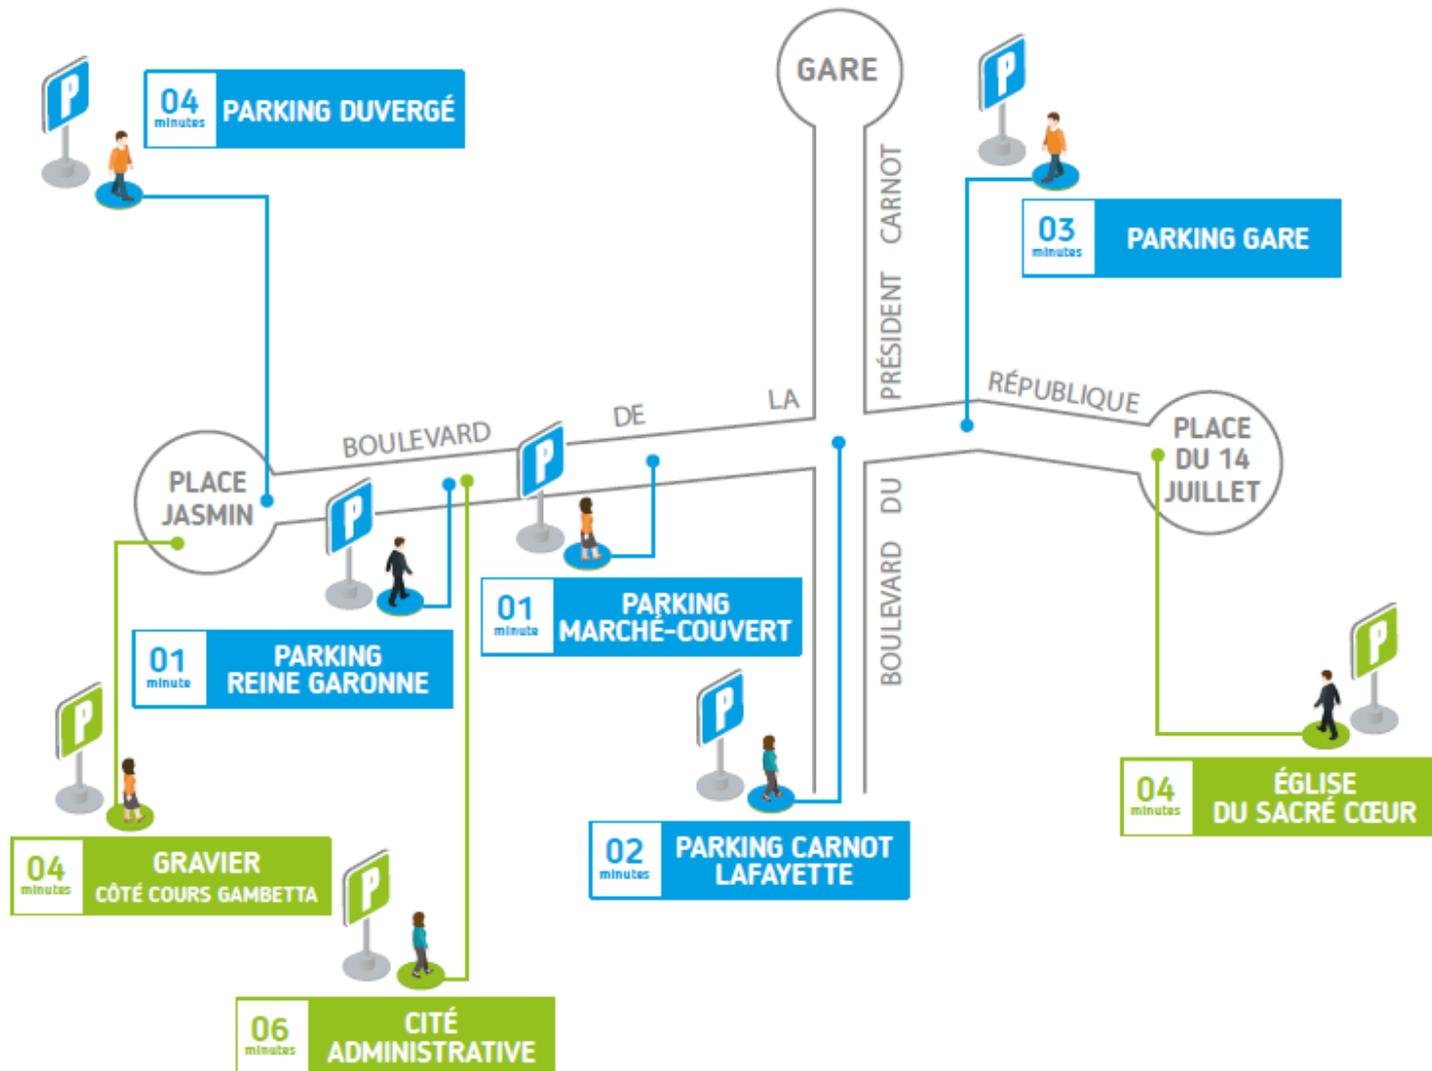 GARE
P
04
minutes
PARKING DUVERGÉ
P
03
minutes
PARKING GARE
BOULEVARD DE LA RÉPUBLIQUE
BOULEVARD DU PRÉSIDENT CARNOT
PLACE
JASMIN
PLACE
DU 14
JUILLET
P
01
minute
PARKING
REINE GARONNE
P
01
minute
PARKING
MARCHÉ-COUVERT
P
04
minutes
GRAVIER
CÔTÉ COURS GAMBETTA
P
02
minutes
PARKING CARNOT
LAFAYETTE
P
04
minutes
ÉGLISE
DU SACRÉ CŒUR
P
06
minutes
CITÉ
ADMINISTRATIVE